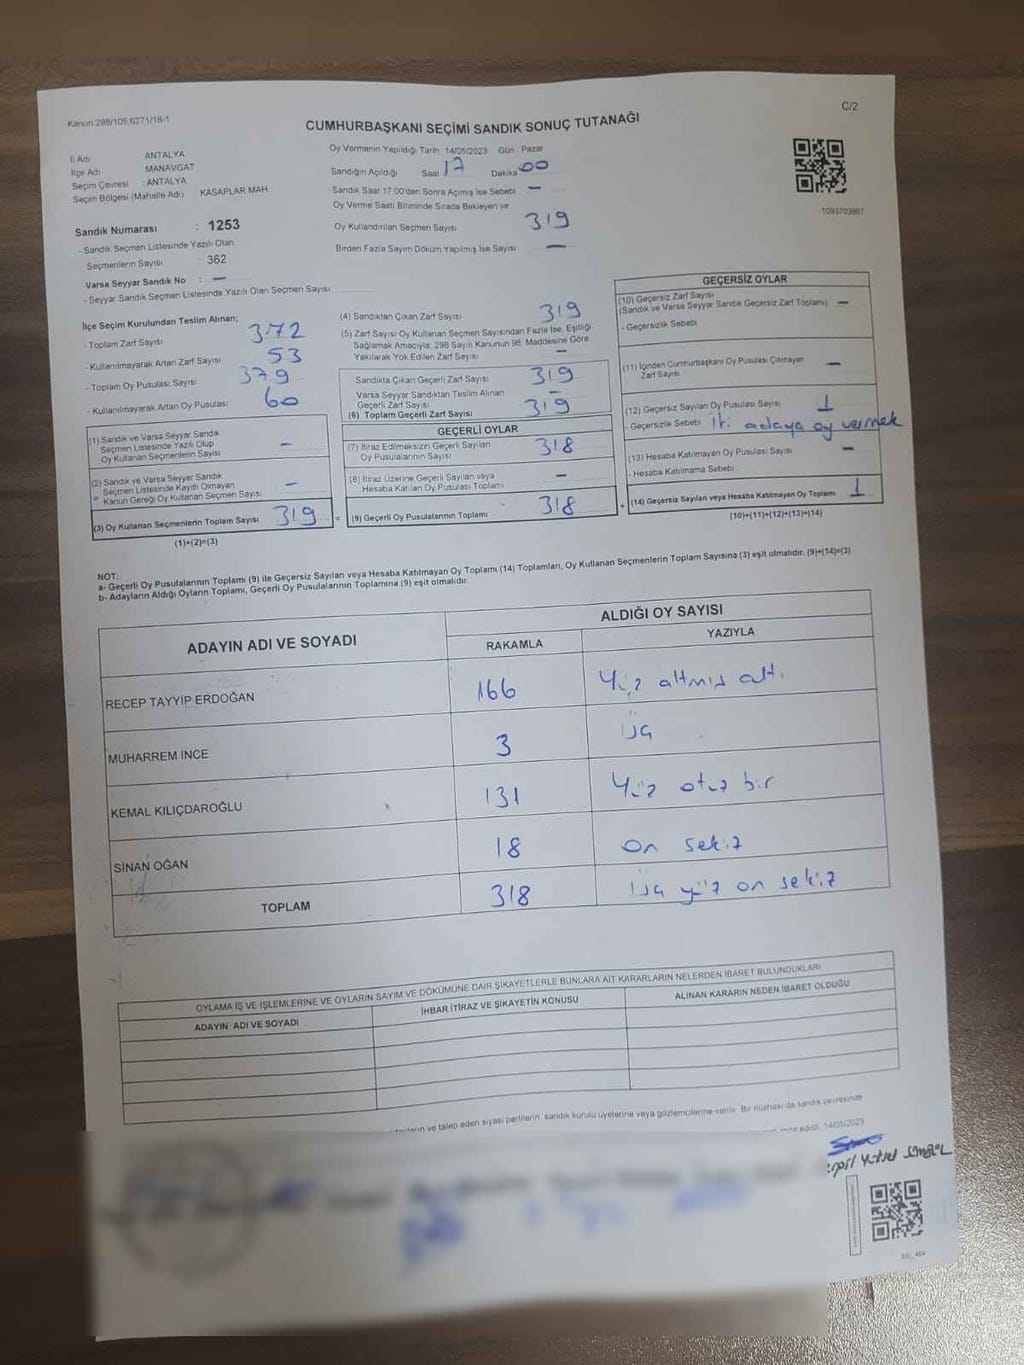 Kanun:298/105,6271/18-1
C/2
CUMHURBAŞKANI SEÇİMİ SANDIK SONUÇ TUTANAĞI
İl Adı ANTALYA
İlçe Adı MANAVGAT
Seçim Çevresi : ANTALYA
Seçim Bölgesi (Mahalle Adı) KASAPLAR MAH
Sandık Numarası : 1253
- Sandık Seçmen Listesinde Yazılı Olan
Seçmenlerin Sayısı : 362
Varsa Seyyar Sandık No : -
- Seyyar Sandık Seçmen Listesinde Yazılı Olan Seçmen Sayısı:
Oy Vermenin Yapıldığı Tarih 14/05/2023 Gün : Pazar
Sandığın Açıldığı Saat 17 Dakika 00
Sandık Saat 17 00'den Sonra Açımış İse Sebebi -
Oy Verme Saati Bitiminde Sırada Bekleyen ve
Oy Kullandırılan Seçmen Sayısı 319
Birden Fazla Sayım Döküm Yapılmış İse Sayısı -
1093703867
İlçe Seçim Kurulundan Teslim Alınan;
- Toplam Zarf Sayısı 372
- Kullanılmayarak Artan Zarf Sayısı 53
- Toplam Oy Pusulası Sayısı 379
- Kullanılmayarak Artan Oy Pusulası 60
(1) Sandık ve Varsa Seyyar Sandık
Seçmen Listesinde Yazılı Olup
Oy Kullanan Seçmenlerin Sayısı -
(2) Sandık ve Varsa Seyyar Sandık
Seçmen Listesinde Kayıtlı Olmayan
Kanun Gereği Oy Kullanan Seçmen Sayısı -
(3) Oy Kullanan Seçmenlerin Toplam Sayısı 319
(1)+(2)=(3)
(4) Sandıktan Çıkan Zarf Sayısı 319
(5) Zarf Sayısı Oy Kullanan Seçmen Sayısından Fazla İse, Eşitliği
Sağlamak Amacıyla; 298 Sayılı Kanunun 98. Maddesine Göre
Yakılarak Yok Edilen Zarf Sayısı -
Sandıkta Çıkan Geçerli Zarf Sayısı 319
Varsa Seyyar Sandıktan Teslim Alınan
Geçerli Zarf Sayısı -
(6) Toplam Geçerli Zarf Sayısı 319
GEÇERLİ OYLAR
(7) İtiraz Edilmeksizin Geçerli Sayılan
Oy Pusulalarının Sayısı 318
(8) İtiraz Üzerine Geçerli Sayılan veya
Hesaba Katılan Oy Pusulası Toplamı -
= (9) Geçerli Oy Pusulalarının Toplamı 318
GEÇERSİZ OYLAR
(10) Geçersiz Zarf Sayısı
(Sandık ve Varsa Seyyar Sandık Geçersiz Zarf Toplamı) -
- Geçersizlik Sebebi
(11) İçinden Cumhurbaşkanı Oy Pusulası Çıkmayan
Zarf Sayısı -
(12) Geçersiz Sayılan Oy Pusulası Sayısı 1
- Geçersizlik Sebebi İki adaya oy vermek
(13) Hesaba Katılmayan Oy Pusulası Sayısı -
- Hesaba Katılmama Sebebi
+ (14) Geçersiz Sayılan veya Hesaba Katılmayan Oy Toplamı 1
(10)+(11)+(12)+(13)=(14)
NOT:
a- Geçerli Oy Pusulalarının Toplamı (9) ile Geçersiz Sayılan veya Hesaba Katılmayan Oy Toplamı (14) Toplamları, Oy Kullanan Seçmenlerin Toplam Sayısına (3) eşit olmalıdır. (9)+(14)=(3)
b- Adayların Aldığı Oyların Toplamı, Geçerli Oy Pusulalarının Toplamına (9) eşit olmalıdır.
ADAYIN ADI VE SOYADI ALDIĞI OY SAYISI
RAKAMLA YAZIYLA
RECEP TAYYİP ERDOĞAN 166 Yüz altmış altı
MUHARREM İNCE 3 üç
KEMAL KILIÇDAROĞLU 131 Yüz otuz bir
SİNAN OĞAN 18 on sekiz
TOPLAM 318 üç yüz on sekiz
OYLAMA İŞ VE İŞLEMLERİNE VE OYLARIN SAYIM VE DÖKÜMÜNE DAİR ŞİKAYETLERLE BUNLARA AİT KARARLARIN NELERDEN İBARET BULUNDUKLARI
ADAYIN ADI VE SOYADI İHBAR İTİRAZ VE ŞİKAYETİN KONUSU ALINAN KARARIN NEDEN İBARET OLDUĞU
ve talep eden siyasi partilerin sandık kurulu üyelerine veya gözlemcilerine verilir. Bir nüshası da sandık çevresinde
imza edildi. 14/05/2023